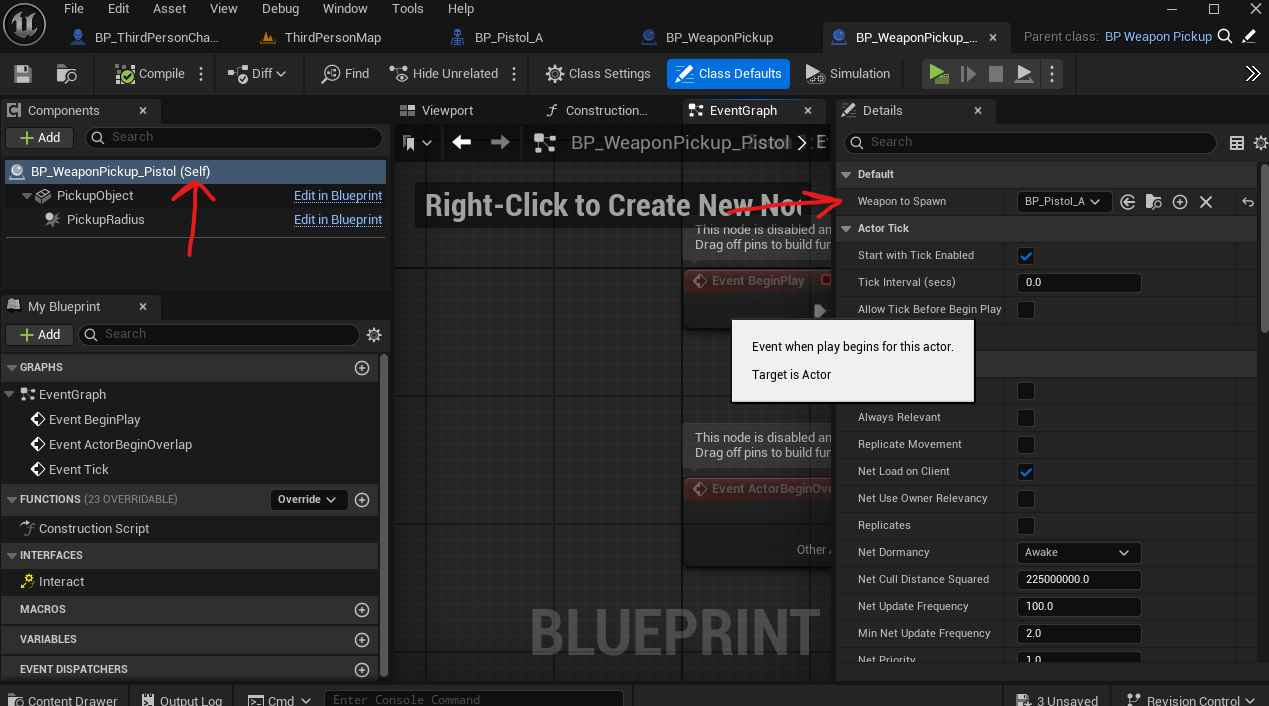 File Edit Asset View Debug Window Tools Help
BP_ThirdPersonCha... ThirdPersonMap BP_Pistol_A BP_WeaponPickup BP_WeaponPickup_... Parent class: BP Weapon Pickup
Compile Diff Find Hide Unrelated Class Settings Class Defaults Simulation
Components
Add Search
BP_WeaponPickup_Pistol (Self)
PickupObject Edit in Blueprint
PickupRadius Edit in Blueprint
My Blueprint
Add Search
GRAPHS
EventGraph
Event BeginPlay
Event ActorBeginOverlap
Event Tick
FUNCTIONS (23 OVERRIDABLE) Override
Construction Script
INTERFACES
Interact
MACROS
VARIABLES
EVENT DISPATCHERS
Viewport Construction... EventGraph
BP_WeaponPickup_Pistol > E
Right-Click to Create New No
This node is disabled an
Drag off pins to build fun
Event BeginPlay
Event when play begins for this actor.
Target is Actor
This node is disabled an
Drag off pins to build fun
Event ActorBeginOve
Other A
BLUEPRINT
Details
Search
Default
Weapon to Spawn BP_Pistol_A
Actor Tick
Start with Tick Enabled
Tick Interval (secs) 0.0
Allow Tick Before Begin Play
Always Relevant
Replicate Movement
Net Load on Client
Net Use Owner Relevancy
Replicates
Net Dormancy Awake
Net Cull Distance Squared 225000000.0
Net Update Frequency 100.0
Min Net Update Frequency 2.0
Net Priority 1.0
Content Drawer Output Log Cmd Enter Console Command 3 Unsaved Revision Control